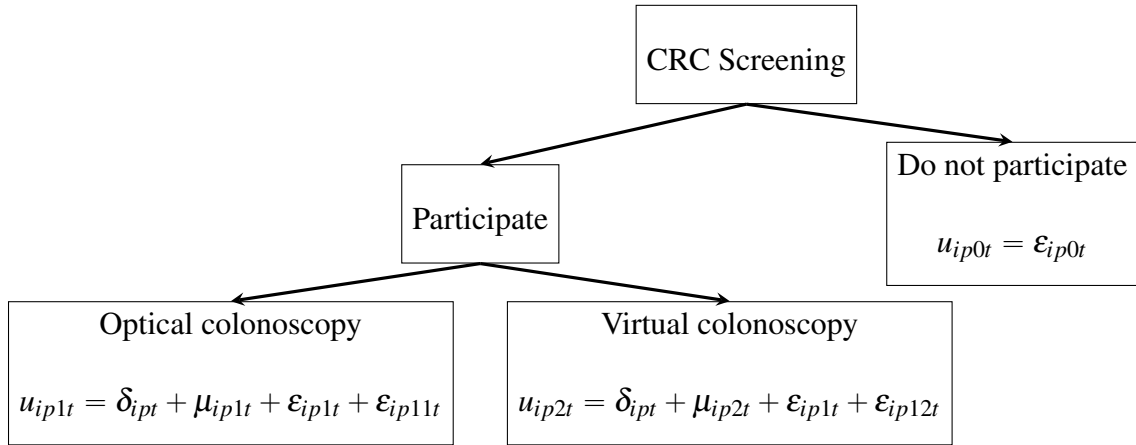 CRC Screening
Do not participate
u_{ip0t} = ε_{ip0t}
Participate
Optical colonoscopy
u_{ip1t} = δ_{ipt} + μ_{ip1t} + ε_{ip1t} + ε_{ip11t}
Virtual colonoscopy
u_{ip2t} = δ_{ipt} + μ_{ip2t} + ε_{ip1t} + ε_{ip12t}